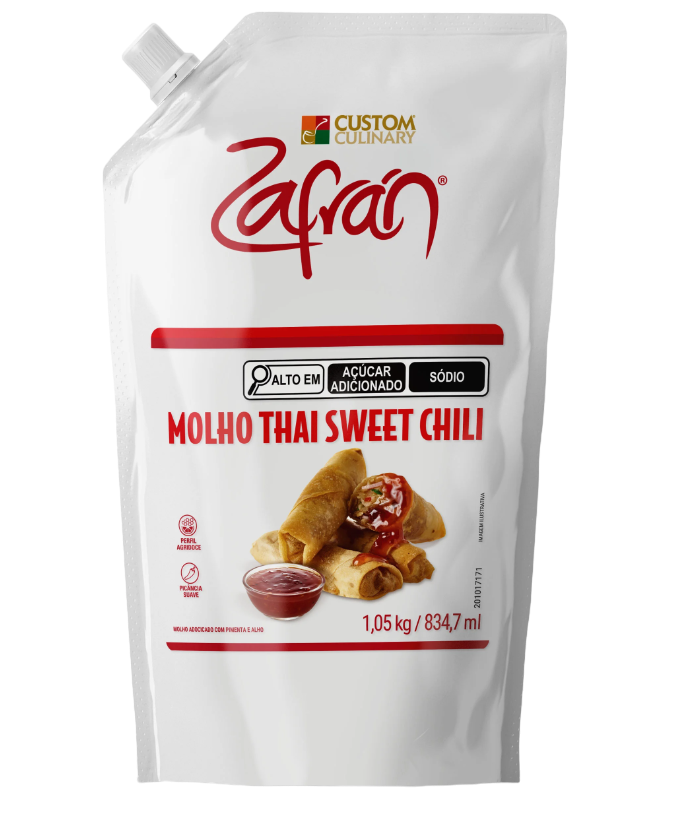 CUSTOM
CULINARY
Zafrán®
ALTO EM
AÇÚCAR
ADICIONADO
SÓDIO
MOLHO THAI SWEET CHILI
PERFIL
AGRIDOCE
PICÂNCIA
SUAVE
IMAGEM ILUSTRATIVA
201017171
MOLHO ADOCICADO COM PIMENTA E ALHO
1,05 kg / 834,7 ml